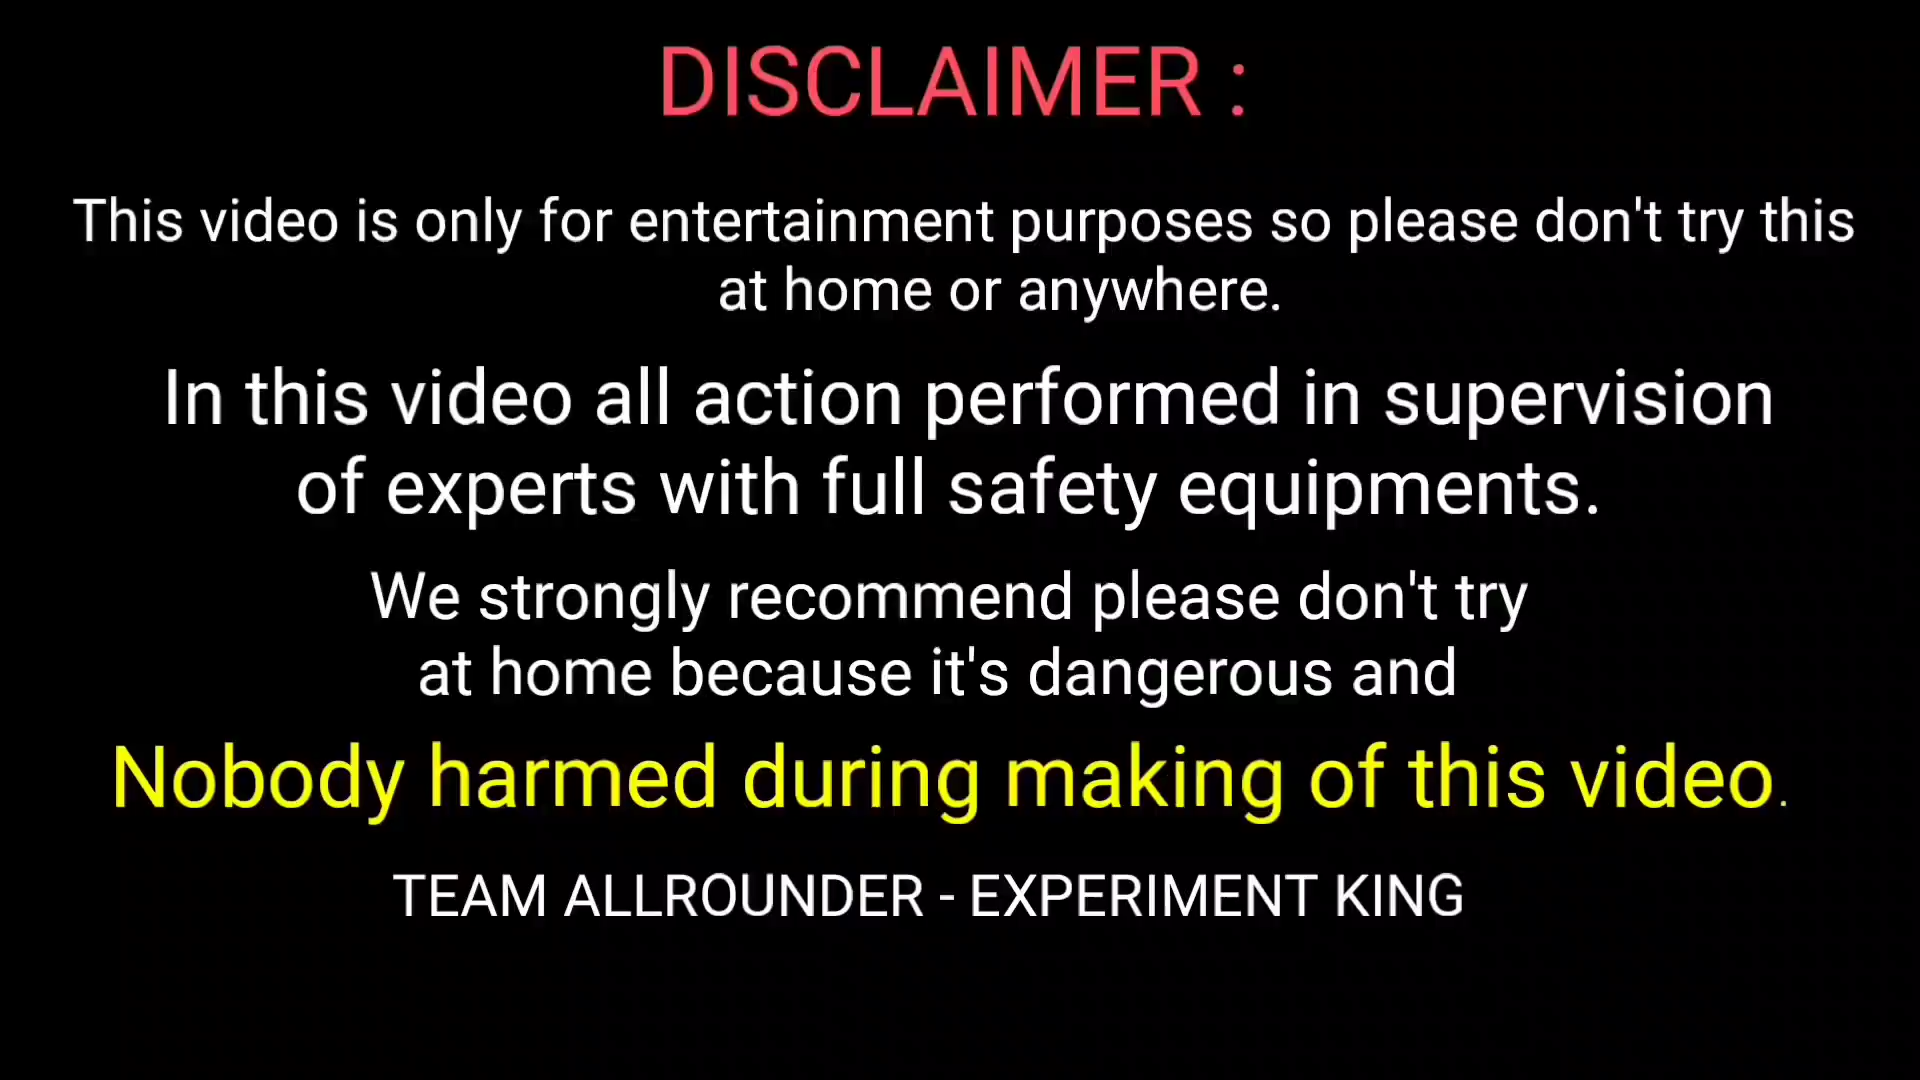 DISCLAIMER :
This video is only for entertainment purposes so please don't try this
at home or anywhere.
In this video all action performed in supervision
of experts with full safety equipments.
We strongly recommend please don't try
at home because it's dangerous and
Nobody harmed during making of this video.
TEAM ALLROUNDER - EXPERIMENT KING